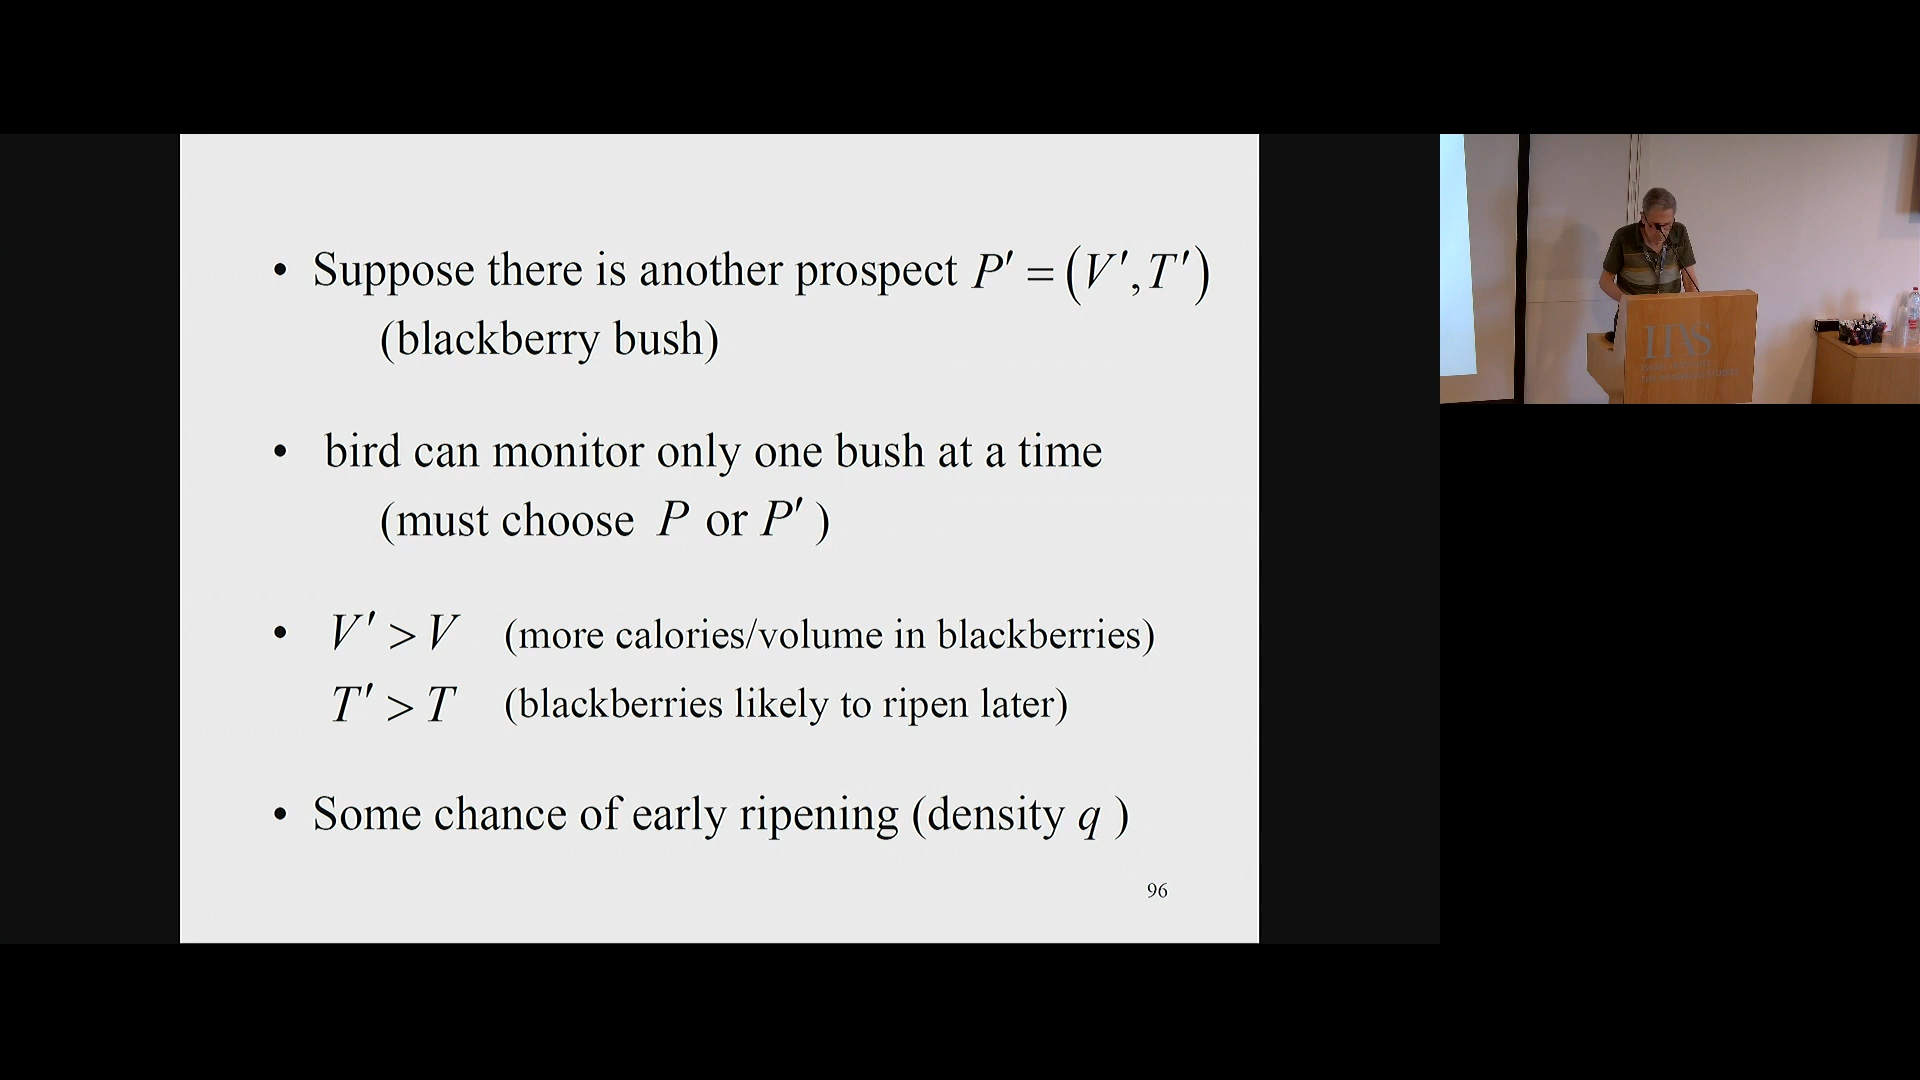 • Suppose there is another prospect P′ = (V′, T′)
(blackberry bush)
• bird can monitor only one bush at a time
(must choose P or P′ )
• V′ > V (more calories/volume in blackberries)
T′ > T (blackberries likely to ripen later)
• Some chance of early ripening (density q )
96
IIAS